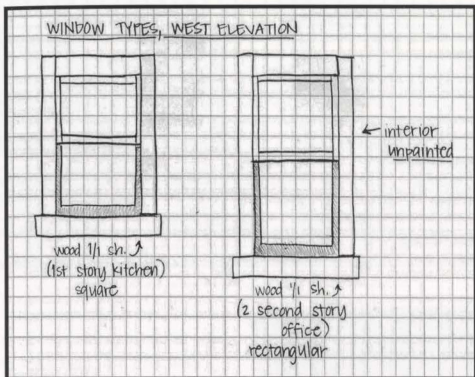 WINDOW TYPES, WEST ELEVATION
← interior
unpainted
wood 1/1 sh. ⤴
(1st story kitchen)
square
wood 1/1 sh. ⤴
(2 second story
office)
rectangular